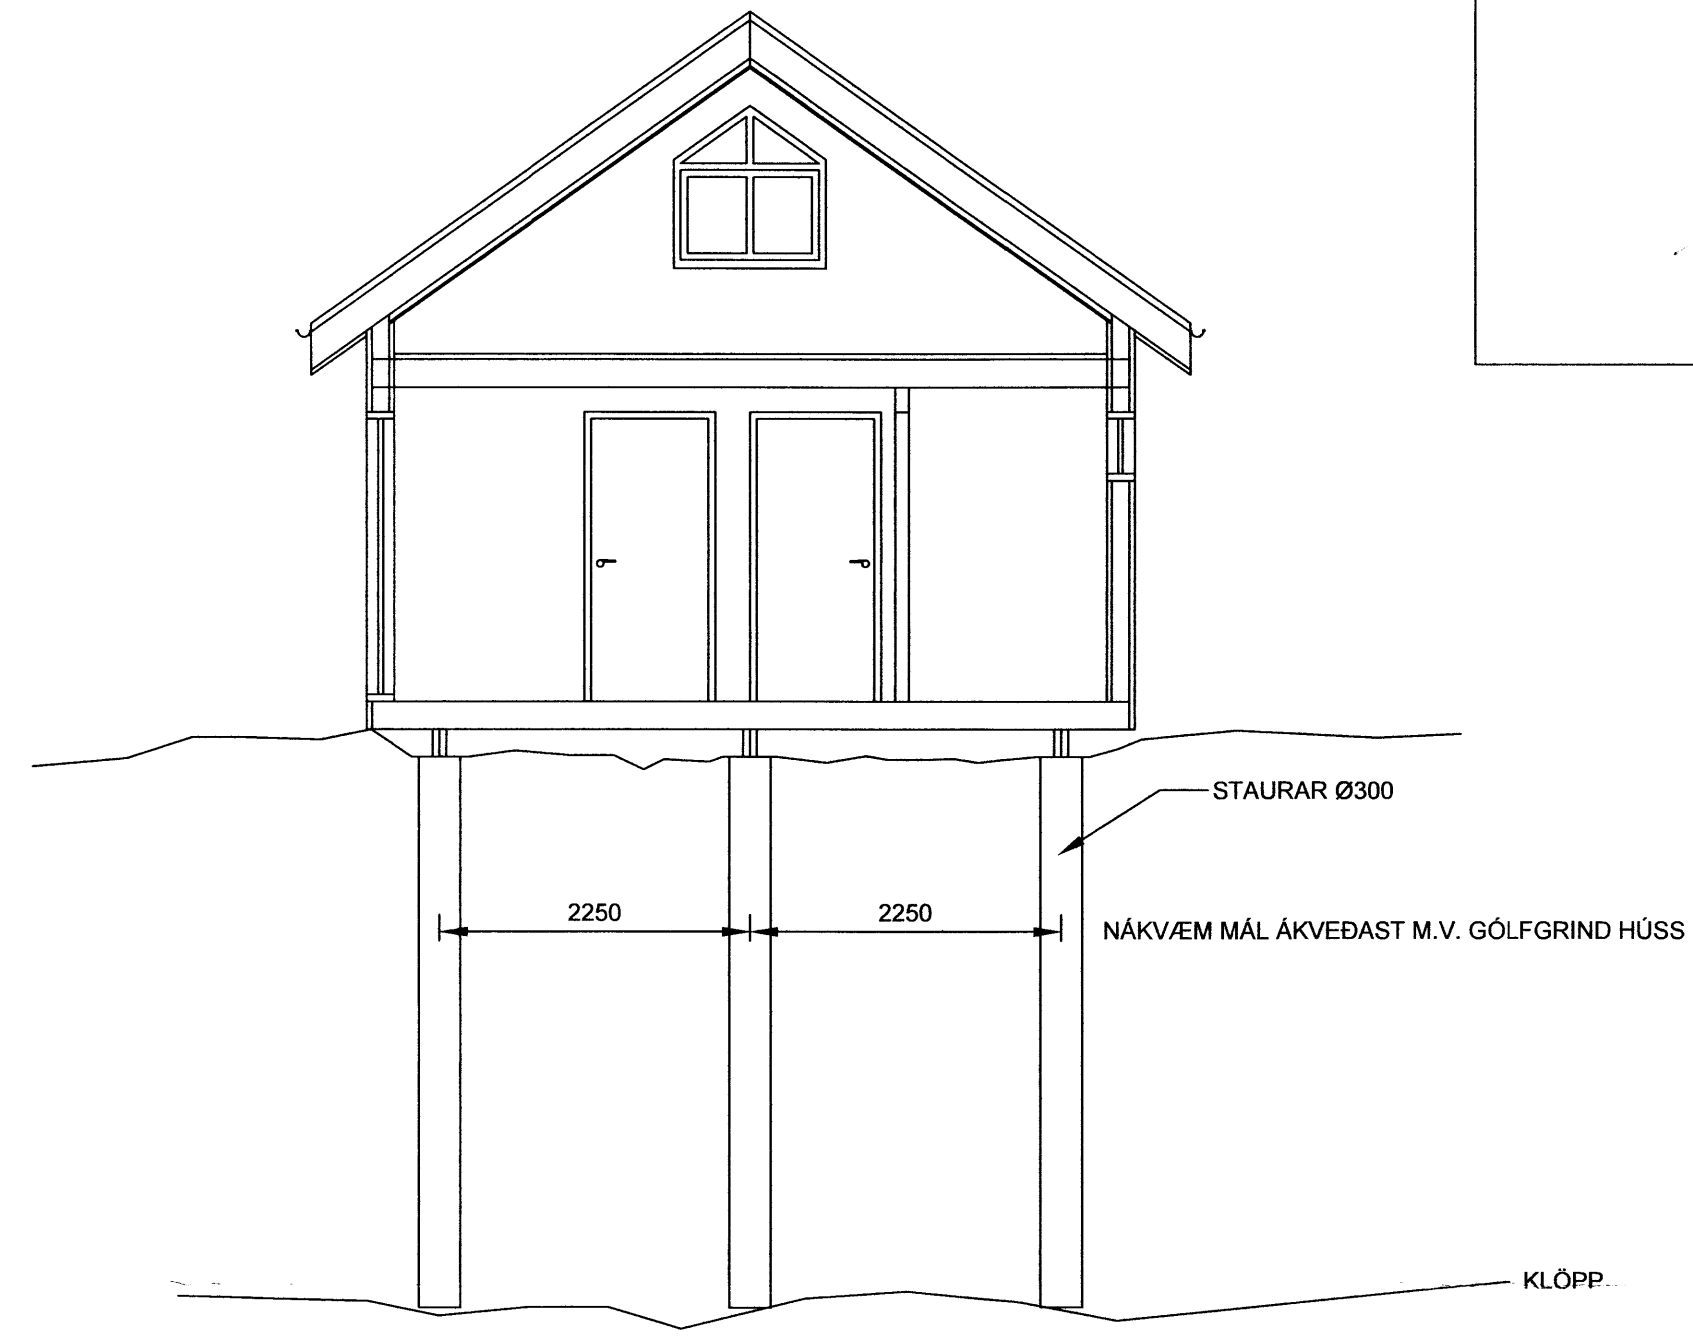 STAURAR Ø300
2250 2250
NÁKVÆM MÁL ÁKVEÐAST M.V. GÓLFGRIND HÚSS
KLÖPP